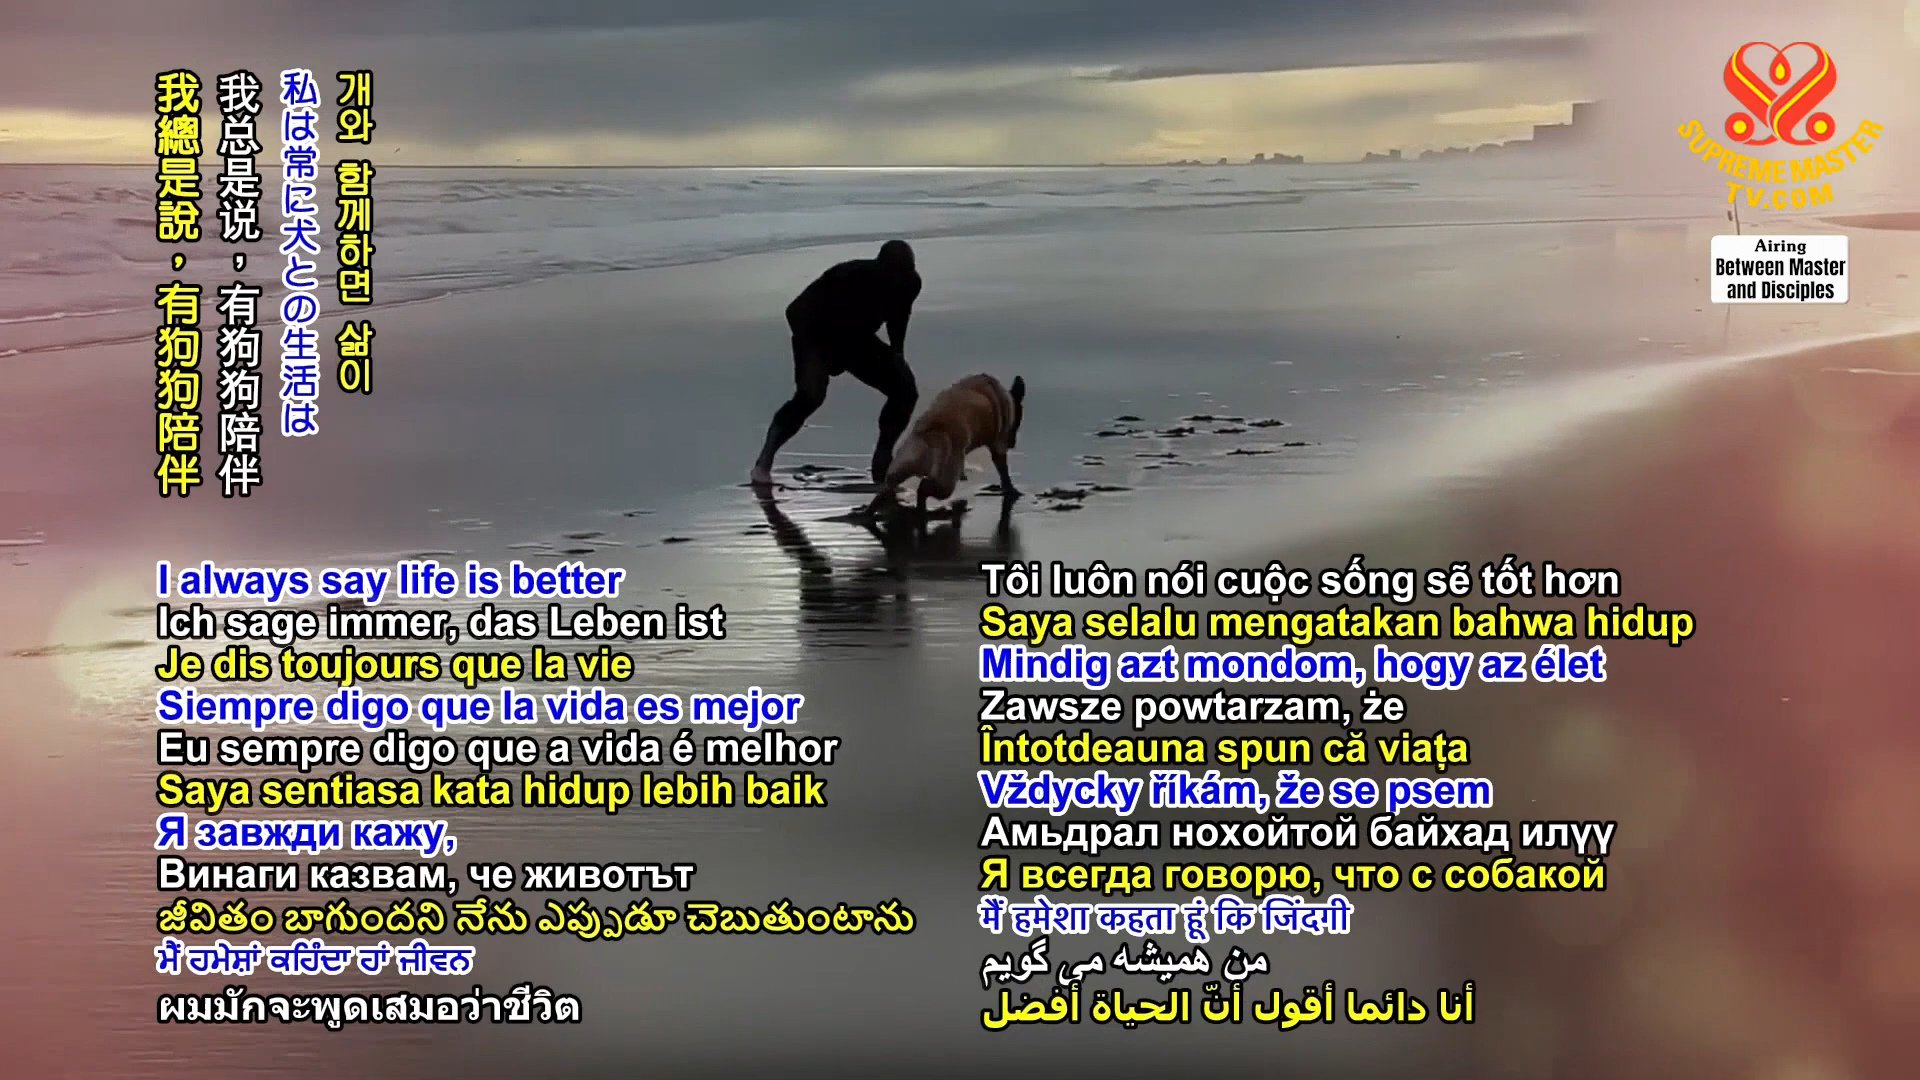 我總是說，有狗狗陪伴
我总是说，有狗狗陪伴
私は常に犬との生活は
개와 함께하면 삶이
SUPREME MASTER
TV.COM
Airing
Between Master
and Disciples
I always say life is better
Ich sage immer, das Leben ist
Je dis toujours que la vie
Siempre digo que la vida es mejor
Eu sempre digo que a vida é melhor
Saya sentiasa kata hidup lebih baik
Я завжди кажу,
Винаги казвам, че животът
జీవితం బాగుందని నేను ఎప్పుడూ చెబుతుంటాను
ਮੈਂ ਹਮੇਸ਼ਾਂ ਕਹਿੰਦਾ ਹਾਂ ਜੀਵਨ
ผมมักจะพูดเสมอว่าชีวิต
Tôi luôn nói cuộc sống sẽ tốt hơn
Saya selalu mengatakan bahwa hidup
Mindig azt mondom, hogy az élet
Zawsze powtarzam, że
Întotdeauna spun că viața
Vždycky říkám, že se psem
Амьдрал нохойтой байхад илүү
Я всегда говорю, что с собакой
मैं हमेशा कहता हूं कि जिंदगी
من همیشه می گویم
أنا دائما أقول أنّ الحياة أفضل